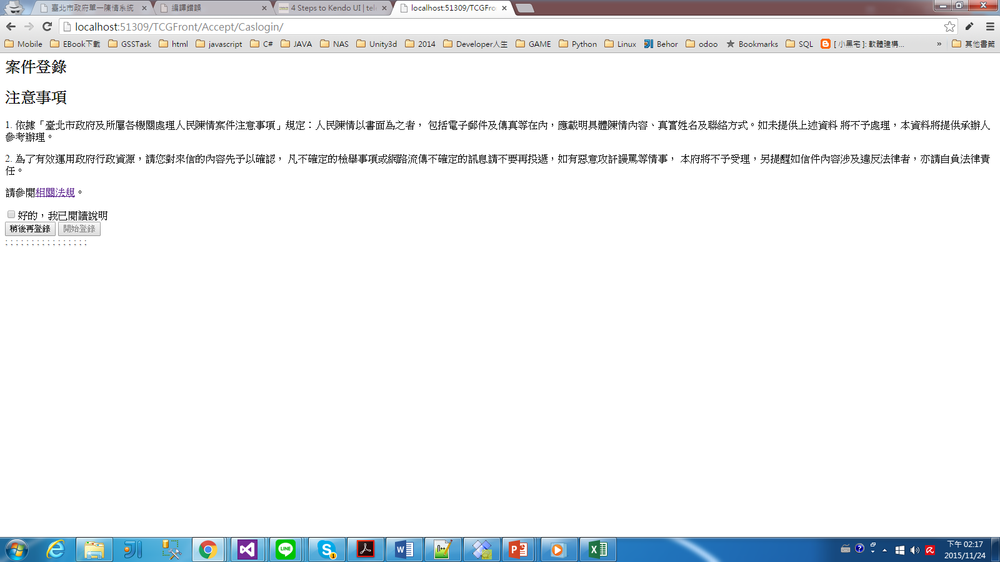 臺北市政府單一陳情系統
編譯錯誤
4 Steps to Kendo UI | tel
localhost:51309/TCGFro
localhost:51309/TCGFront/Accept/Caslogin/
Mobile EBook下載 GSSTask html javascript C# JAVA NAS Unity3d 2014 Developer人生 GAME Python Linux Behor odoo Bookmarks SQL [ 小黑宅 ]: 軟體建構... » 其他書籤
案件登錄
注意事項
1. 依據「臺北市政府及所屬各機關處理人民陳情案件注意事項」規定：人民陳情以書面為之者， 包括電子郵件及傳真等在內，應載明具體陳情內容、真實姓名及聯絡方式。如未提供上述資料 將不予處理，本資料將提供承辦人
參考辦理。
2. 為了有效運用政府行政資源，請您對來信的內容先予以確認， 凡不確定的檢舉事項或網路流傳不確定的訊息請不要再投遞，如有惡意攻訐謾罵等情事， 本府將不予受理，另提醒如信件內容涉及違反法律者，亦請自負法律責
任。
請參閱相關法規。
好的，我已閱讀說明
稍後再登錄 開始登錄
; ; ; ; ; ; ; ; ; ; ; ; ; ; ; ;
下午 02:17
2015/11/24